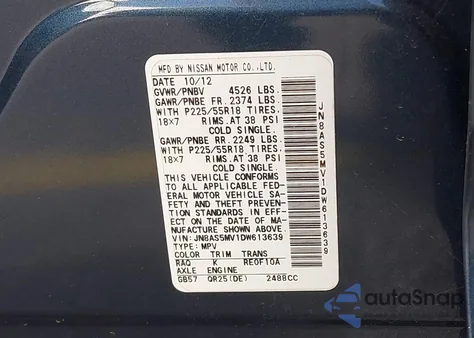 MFD BY NISSAN MOTOR CO.,LTD.
DATE 10/12
GVWR/PNBV 4526 LBS.
GAWR/PNBE FR. 2374 LBS.
WITH P225/55R18 TIRES
18×7 RIMS. AT 38 PSI
COLD SINGLE.
GAWR/PNBE RR. 2249 LBS.
WITH P225/55R18 TIRES
18×7 RIMS. AT 38 PSI
COLD SINGLE.
THIS VEHICLE CONFORMS
TO ALL APPLICABLE FED-
ERAL MOTOR VEHICLE SA-
FETY AND THEFT PREVEN-
TION STANDARDS IN EFF-
ECT ON THE DATE OF MA-
NUFACTURE SHOWN ABOVE.
VIN: JN8AS5MV1DW613639
TYPE: MPV
COLOR TRIM TRANS
RAQ K RE0F10A
AXLE ENGINE
GB57 QR25(DE) 2488CC
JN8AS5MV1DW613639
autoSnap